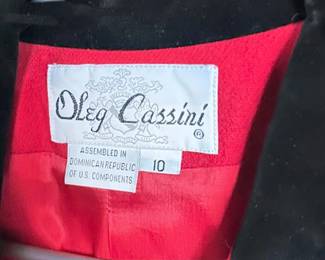 Oleg Cassini
®
ASSEMBLED IN
DOMINICAN REPUBLIC
OF U.S. COMPONENTS
10